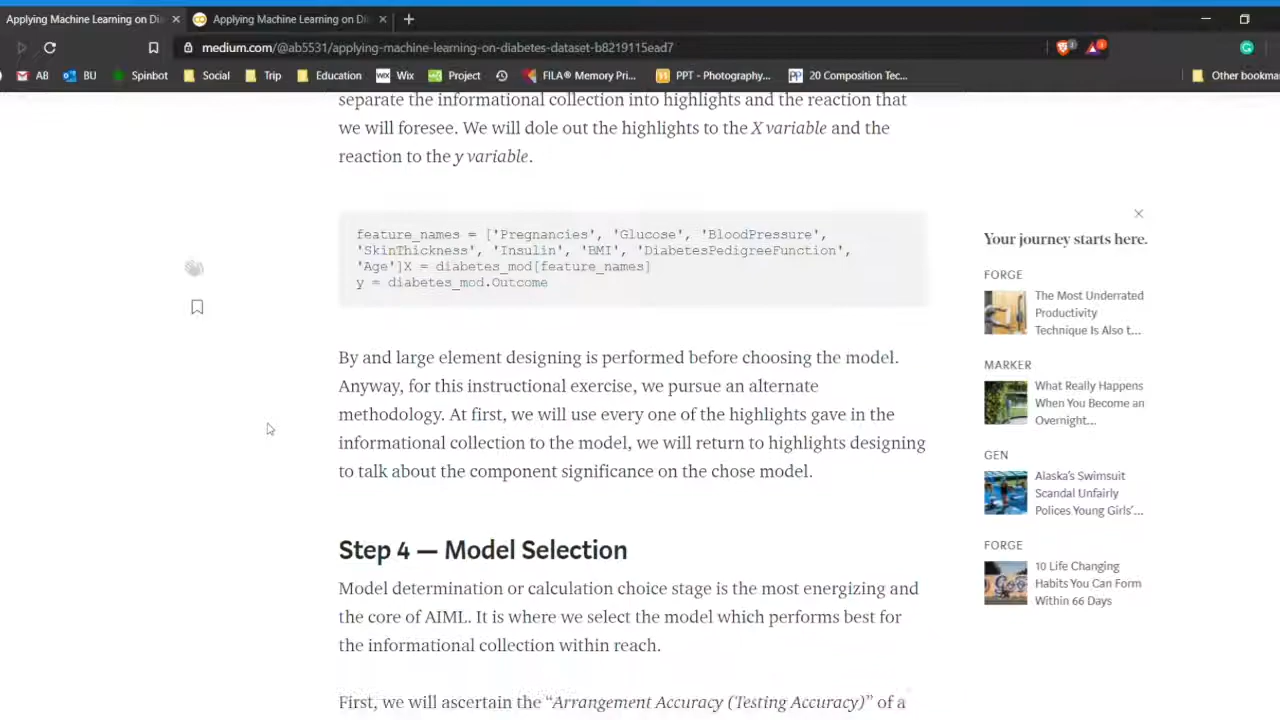 Applying Machine Learning on Di
Applying Machine Learning on Di
medium.com/@ab5531/applying-machine-learning-on-diabetes-dataset-b8219115ead7
AB
BU
Spinbot
Social
Trip
Education
Wix
Project
FILA® Memory Pri...
PPT - Photography...
20 Composition Tec...
Other bookma
separate the informational collection into highlights and the reaction that
we will foresee. We will dole out the highlights to the X variable and the
reaction to the y variable.
feature_names = ['Pregnancies', 'Glucose', 'BloodPressure',
'SkinThickness', 'Insulin', 'BMI', 'DiabetesPedigreeFunction',
'Age']X = diabetes_mod[feature_names]
y = diabetes_mod.Outcome
By and large element designing is performed before choosing the model.
Anyway, for this instructional exercise, we pursue an alternate
methodology. At first, we will use every one of the highlights gave in the
informational collection to the model, we will return to highlights designing
to talk about the component significance on the chose model.
Step 4 — Model Selection
Model determination or calculation choice stage is the most energizing and
the core of AIML. It is where we select the model which performs best for
the informational collection within reach.
First, we will ascertain the “Arrangement Accuracy (Testing Accuracy)” of a
Your journey starts here.
FORGE
The Most Underrated
Productivity
Technique Is Also t...
MARKER
What Really Happens
When You Become an
Overnight...
GEN
Alaska's Swimsuit
Scandal Unfairly
Polices Young Girls'...
FORGE
10 Life Changing
Habits You Can Form
Within 66 Days